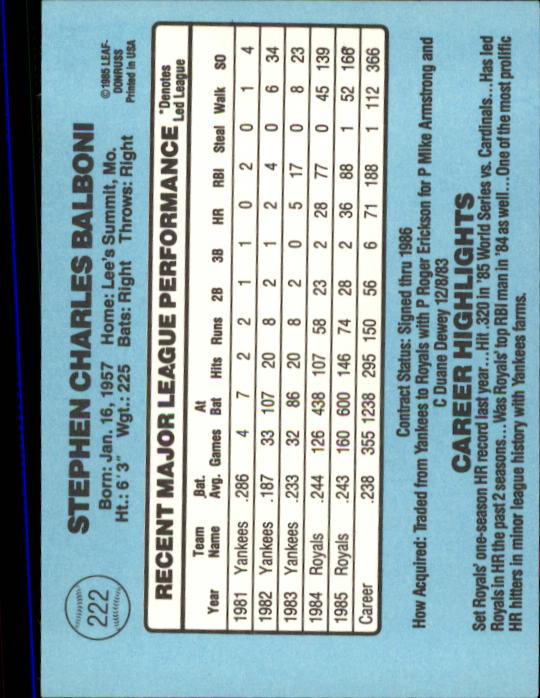 222
STEPHEN CHARLES BALBONI
©1985 LEAF-
DONRUSS
Printed in USA
Born: Jan. 16, 1957 Home: Lee's Summit, Mo.
Ht.: 6' 3" Wgt.: 225 Bats: Right Throws: Right
RECENT MAJOR LEAGUE PERFORMANCE *Denotes
Led League
Year Team Name Bat. Avg. Games At Bat Hits Runs 2B 3B HR RBI Steal Walk SO
1981 Yankees .286 4 7 2 2 1 1 0 2 0 1 4
1982 Yankees .187 33 107 20 8 2 1 2 4 0 6 34
1983 Yankees .233 32 86 20 8 2 0 5 17 0 8 23
1984 Royals .244 126 438 107 58 23 2 28 77 0 45 139
1985 Royals .243 160 600 146 74 28 2 36 88 1 52 166*
Career .238 355 1238 295 150 56 6 71 188 1 112 366
Contract Status: Signed thru 1986
How Acquired: Traded from Yankees to Royals with P Roger Erickson for P Mike Armstrong and
C Duane Dewey 12/8/83
CAREER HIGHLIGHTS
Set Royals' one-season HR record last year...Hit .320 in '85 World Series vs. Cardinals...Has led
Royals in HR the past 2 seasons...Was Royals' top RBI man in '84 as well...One of the most prolific
HR hitters in minor league history with Yankees farms.